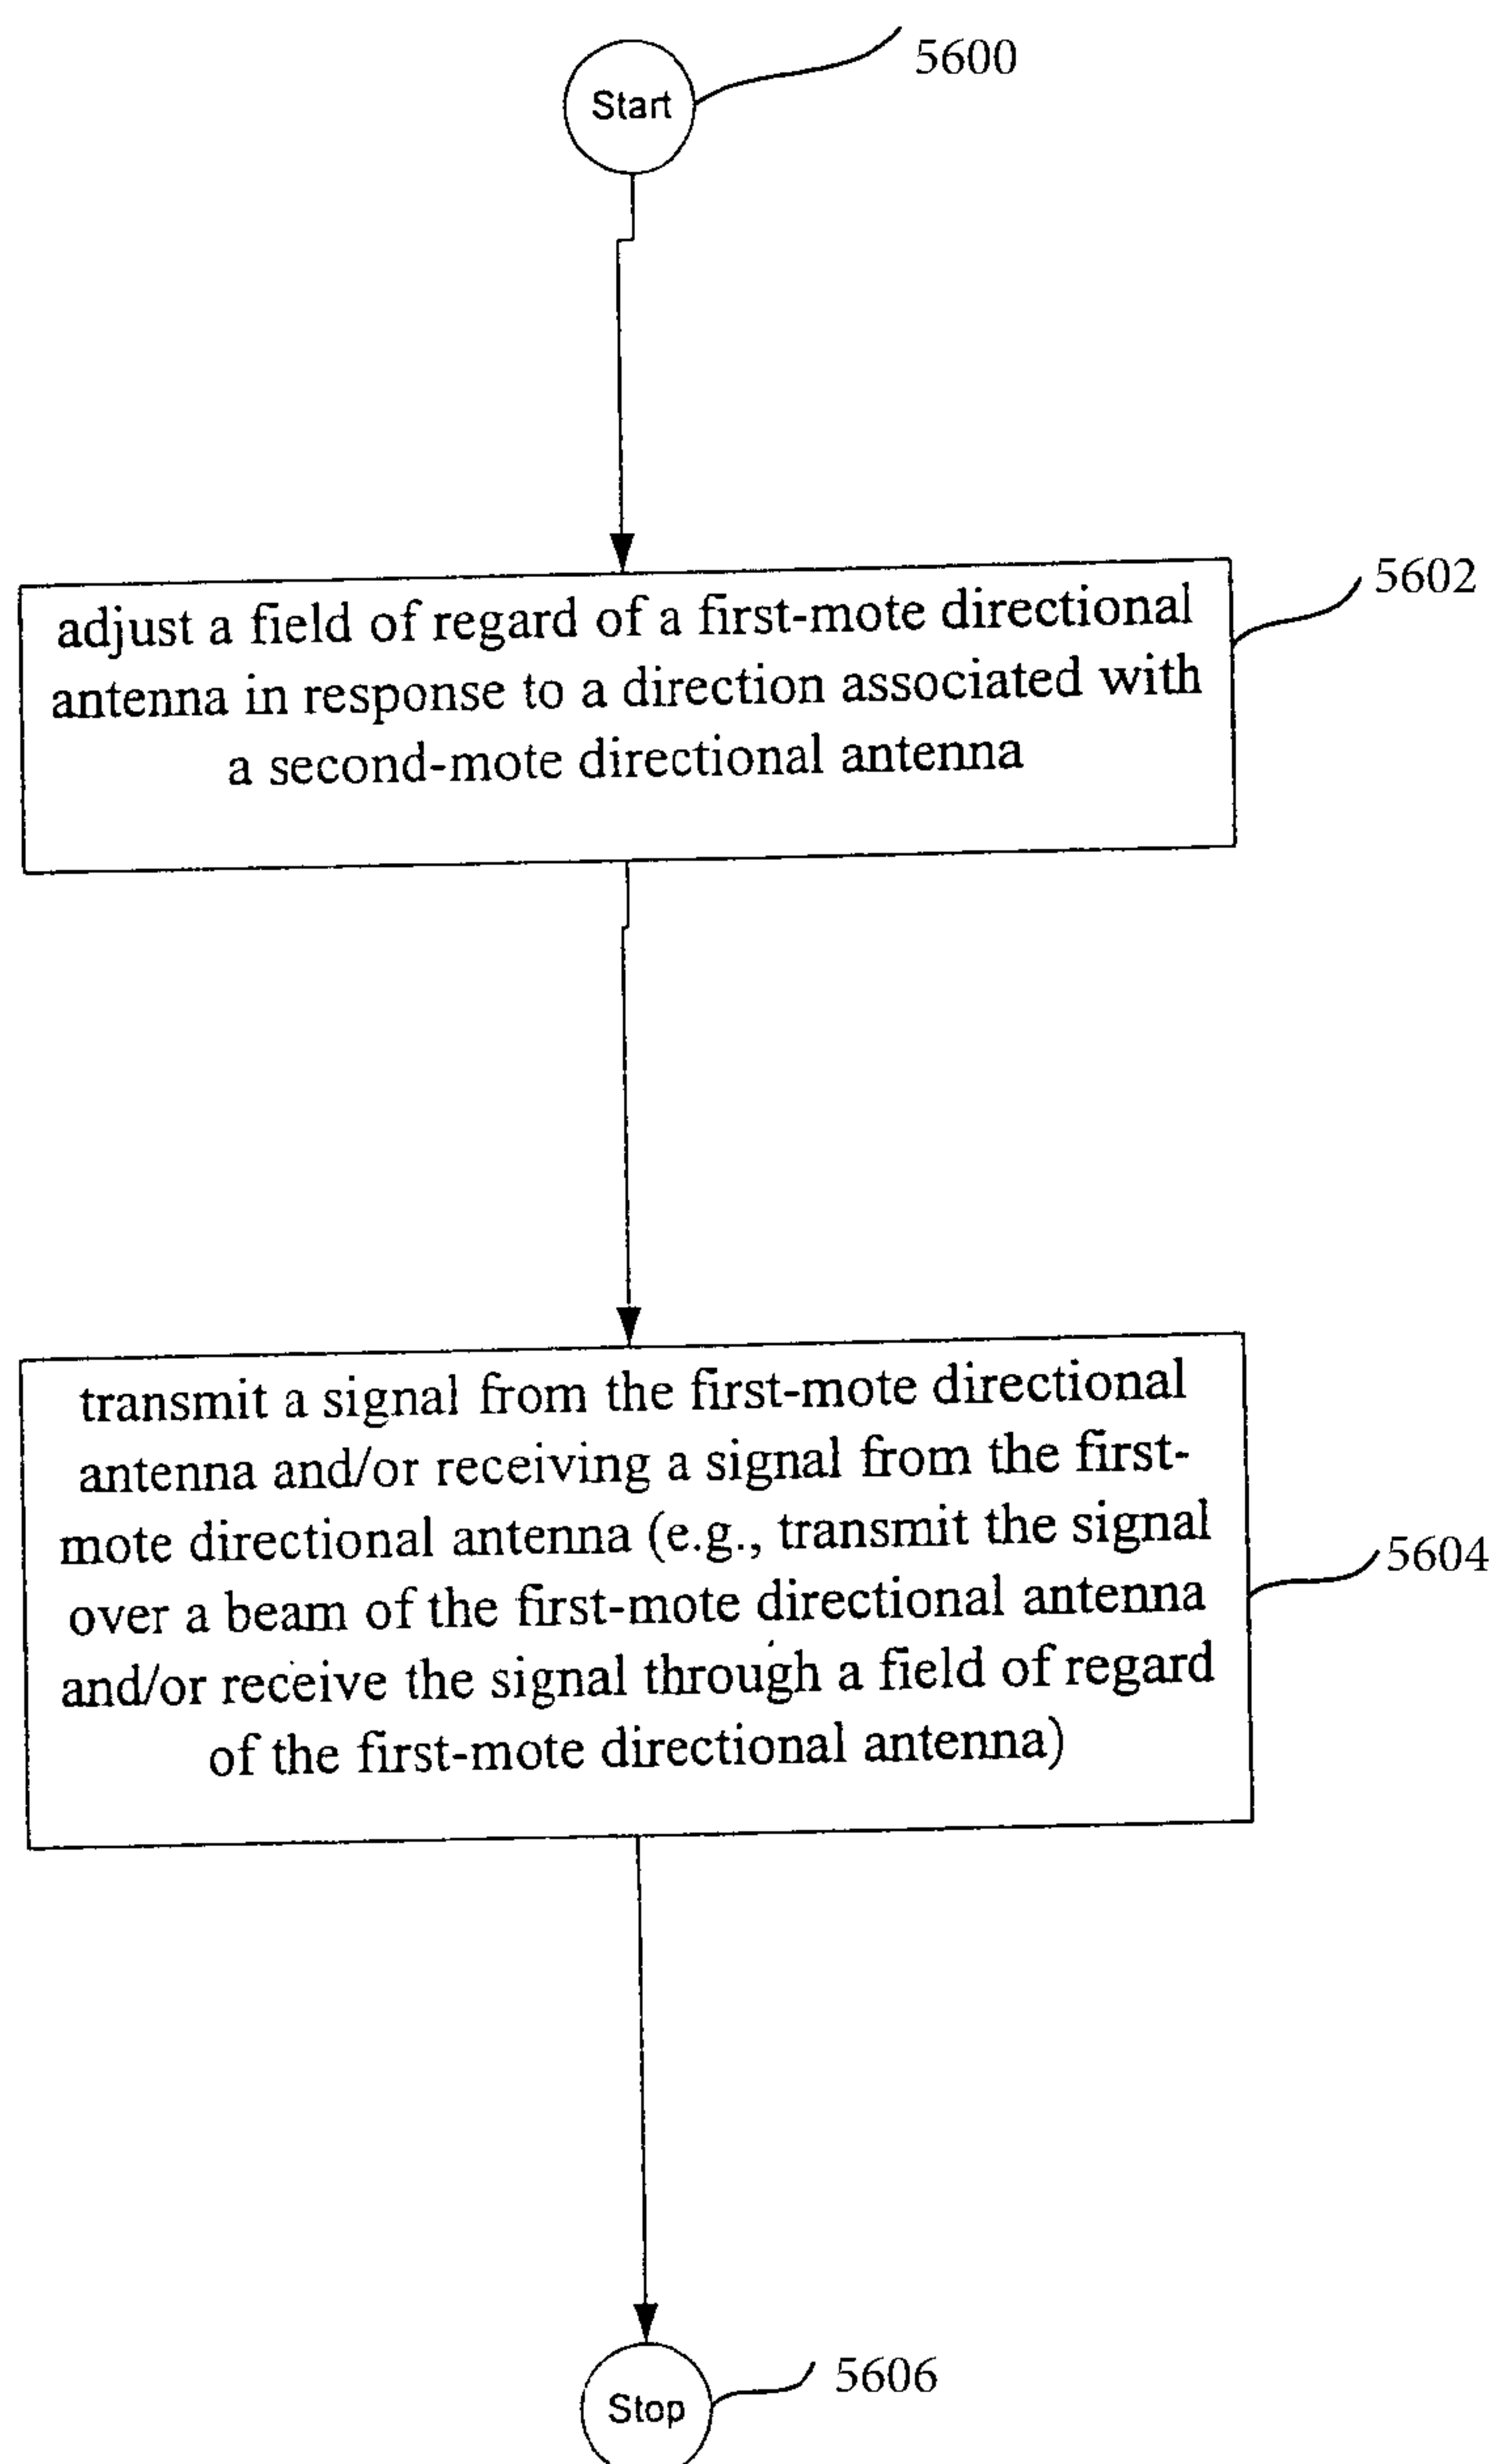 5600
Start
5602
adjust a field of regard of a first-mote directional
antenna in response to a direction associated with
a second-mote directional antenna
transmit a signal from the first-mote directional
antenna and/or receiving a signal from the first-
mote directional antenna (e.g., transmit the signal
over a beam of the first-mote directional antenna
and/or receive the signal through a field of regard
of the first-mote directional antenna)
5604
5606
Stop